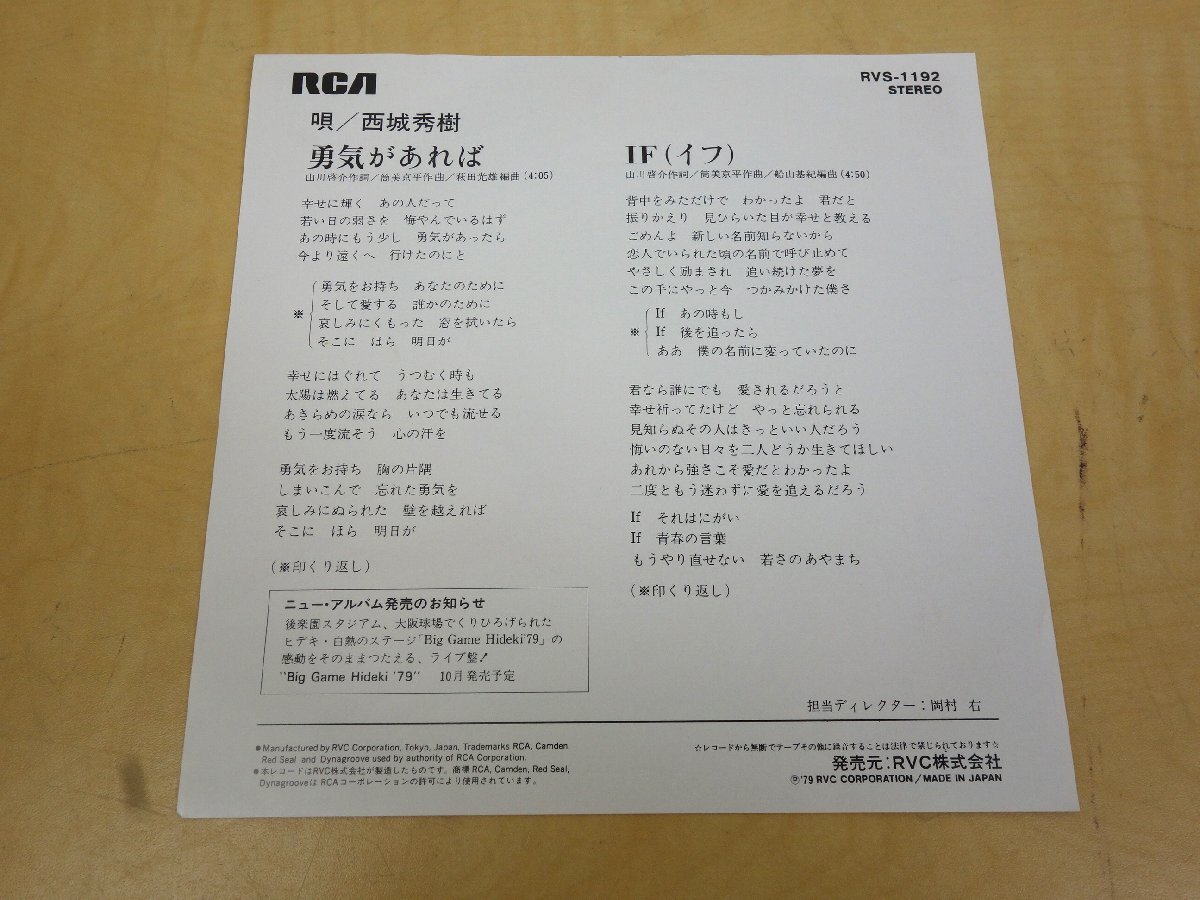 RCA
RVS-1192
STEREO
唄/西城秀樹
勇気があれば
山川啓介作詞/筒美京平作曲/萩田光雄編曲(4:05)
幸せに輝く あの人だって
若い日の弱さを 悔やんでいるはず
あの時にもう少し 勇気があったら
今より遠くへ 行けたのにと
※
勇気をお持ち あなたのために
そして愛する 誰かのために
哀しみにくもった 窓を拭いたら
そこに ほら 明日が
幸せにはぐれて うつむく時も
太陽は燃えてる あなたは生きてる
あきらめの涙なら いつでも流せる
もう一度流そう 心の汗を
勇気をお持ち 胸の片隅
しまいこんで 忘れた勇気を
哀しみにぬられた 壁を越えれば
そこに ほら 明日が
(※印くり返し)
ニュー・アルバム発売のお知らせ
後楽園スタジアム、大阪球場でくりひろげられた
ヒデキ・白熱のステージ「Big Game Hideki'79」の
感動をそのままつたえる、ライブ盤!
"Big Game Hideki '79" 10月発売予定
IF(イフ)
山川啓介作詞/筒美京平作曲/船山基紀編曲(4:50)
背中をみただけで わかったよ 君だと
振りかえり 見ひらいた目が幸せと教える
ごめんよ 新しい名前知らないから
恋人でいられた頃の名前で呼び止めて
やさしく励まされ 追い続けた夢を
この手にやっと今 つかみかけた僕さ
※
If あの時もし
If 後を追ったら
ああ 僕の名前に変っていたのに
君なら誰にでも 愛されるだろうと
幸せ祈ってたけど やっと忘れられる
見知らぬその人はきっといい人だろう
悔いのない日々を二人どうか生きてほしい
あれから強さこそ愛だとわかったよ
二度ともう迷わずに愛を追えるだろう
If それはにがい
If 青春の言葉
もうやり直せない 若さのあやまち
(※印くり返し)
担当ディレクター:岡村 右
●Manufactured by RVC Corporation, Tokyo, Japan, Trademarks RCA, Camden,
Red Seal and Dynagroove used by authority of RCA Corporation.
●本レコードはRVC株式会社が製造したものです。商標RCA, Camden, Red Seal,
DynagrooveはRCAコーポレーションの許可により使用されています。
☆レコードから無断でテープその他に録音することは法律で禁じられております☆
発売元:RVC株式会社
Ⓟ'79 RVC CORPORATION/MADE IN JAPAN